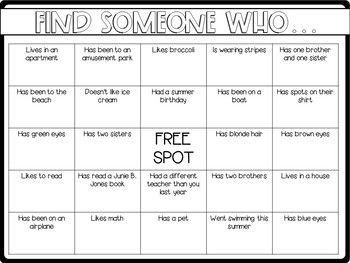 FIND SOMEONE WHO...
Lives in an
apartment
Has been to an
amusement park
Likes broccoli
Is wearing stripes
Has one brother
and one sister
Has been to the
beach
Doesn't like ice
cream
Had a summer
birthday
Has been on a
boat
Has spots on their
shirt
Has green eyes
Has two sisters
FREE
SPOT
Has blonde hair
Has brown eyes
Likes to read
Has read a Junie B.
Jones book
Had a different
teacher than you
last year
Has two brothers
Lives in a house
Has been on an
airplane
Likes math
Has a pet
Went swimming this
summer
Has blue eyes